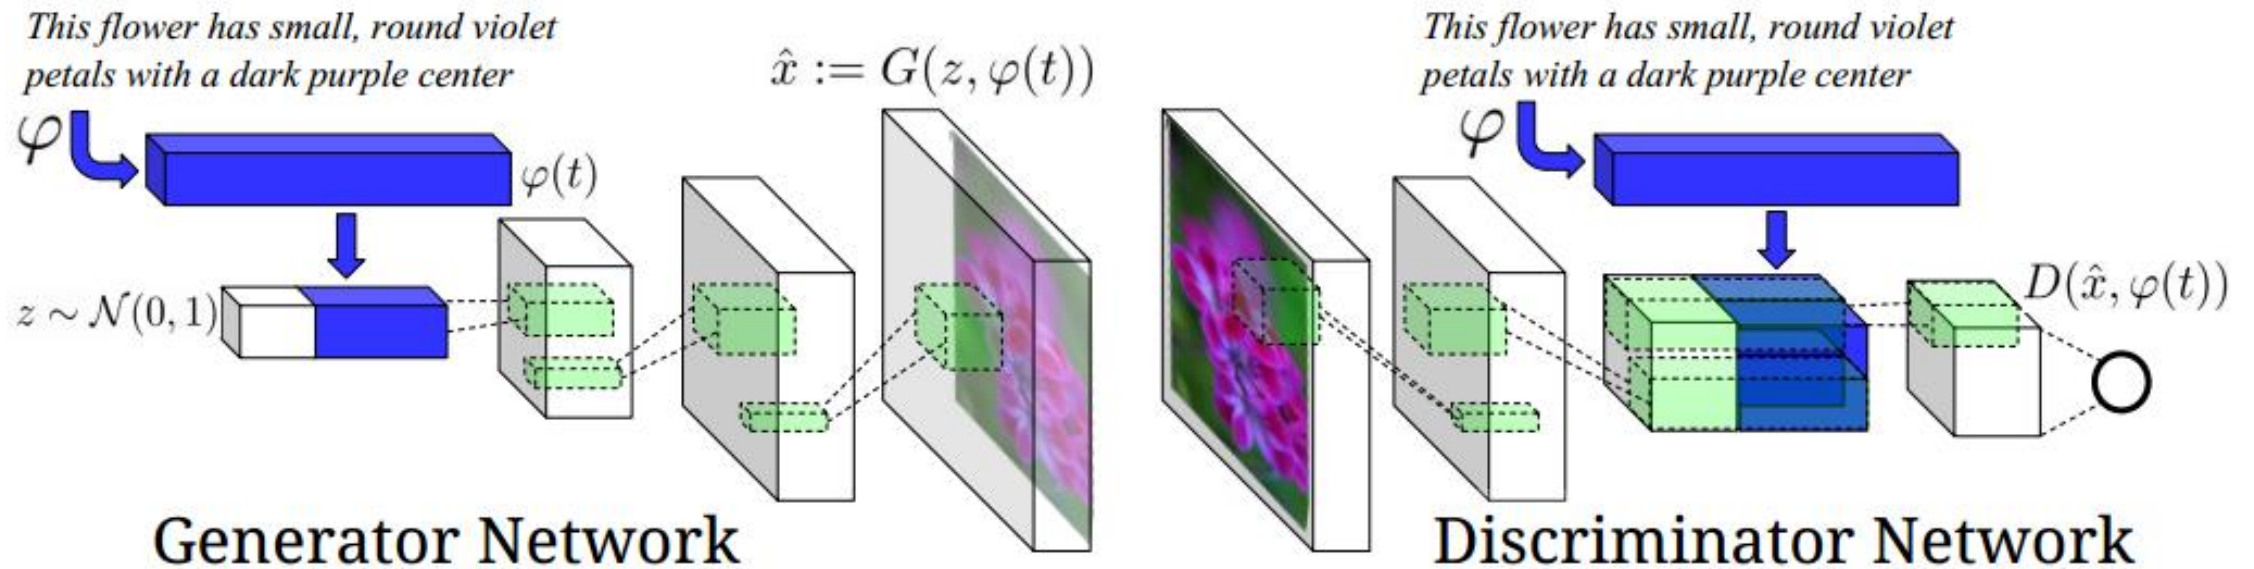 This flower has small, round violet
petals with a dark purple center
φ
φ(t)
z ∼ 𝒩(0, 1)
x̂ := G(z, φ(t))
Generator Network
This flower has small, round violet
petals with a dark purple center
φ
D(x̂, φ(t))
Discriminator Network